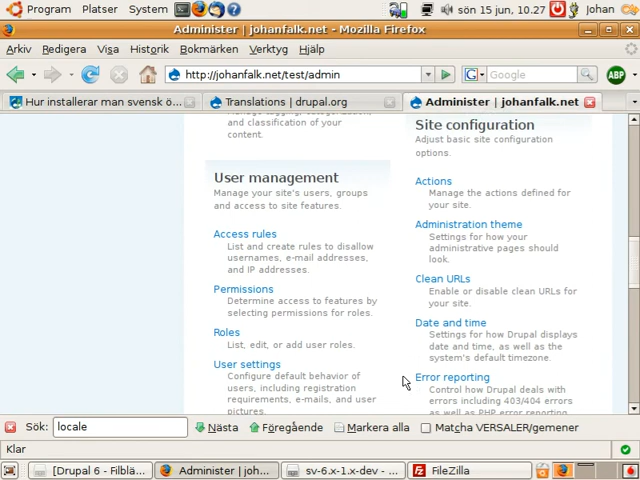 Program Platser System sön 15 jun, 10.27 Johan
Administer | johanfalk.net - Mozilla Firefox
Arkiv Redigera Visa Historik Bokmärken Verktyg Hjälp
http://johanfalk.net/test/admin G Google ABP
Hur installerar man svensk ö... Translations | drupal.org Administer | johanfalk.net
and classification of your
content.
User management
Manage your site's users, groups
and access to site features.
Access rules
List and create rules to disallow
usernames, e-mail addresses,
and IP addresses.
Permissions
Determine access to features by
selecting permissions for roles.
Roles
List, edit, or add user roles.
User settings
Configure default behavior of
users, including registration
requirements, e-mails, and user
pictures.
Site configuration
Adjust basic site configuration
options.
Actions
Manage the actions defined for
your site.
Administration theme
Settings for how your
administrative pages should
look.
Clean URLs
Enable or disable clean URLs for
your site.
Date and time
Settings for how Drupal displays
date and time, as well as the
system's default timezone.
Error reporting
Control how Drupal deals with
errors including 403/404 errors
as well as PHP error reporting.
Sök: locale Nästa Föregående Markera alla Matcha VERSALER/gemener
Klar
[Drupal 6 - Filblä... Administer | joh... sv-6.x-1.x-dev - ... FileZilla